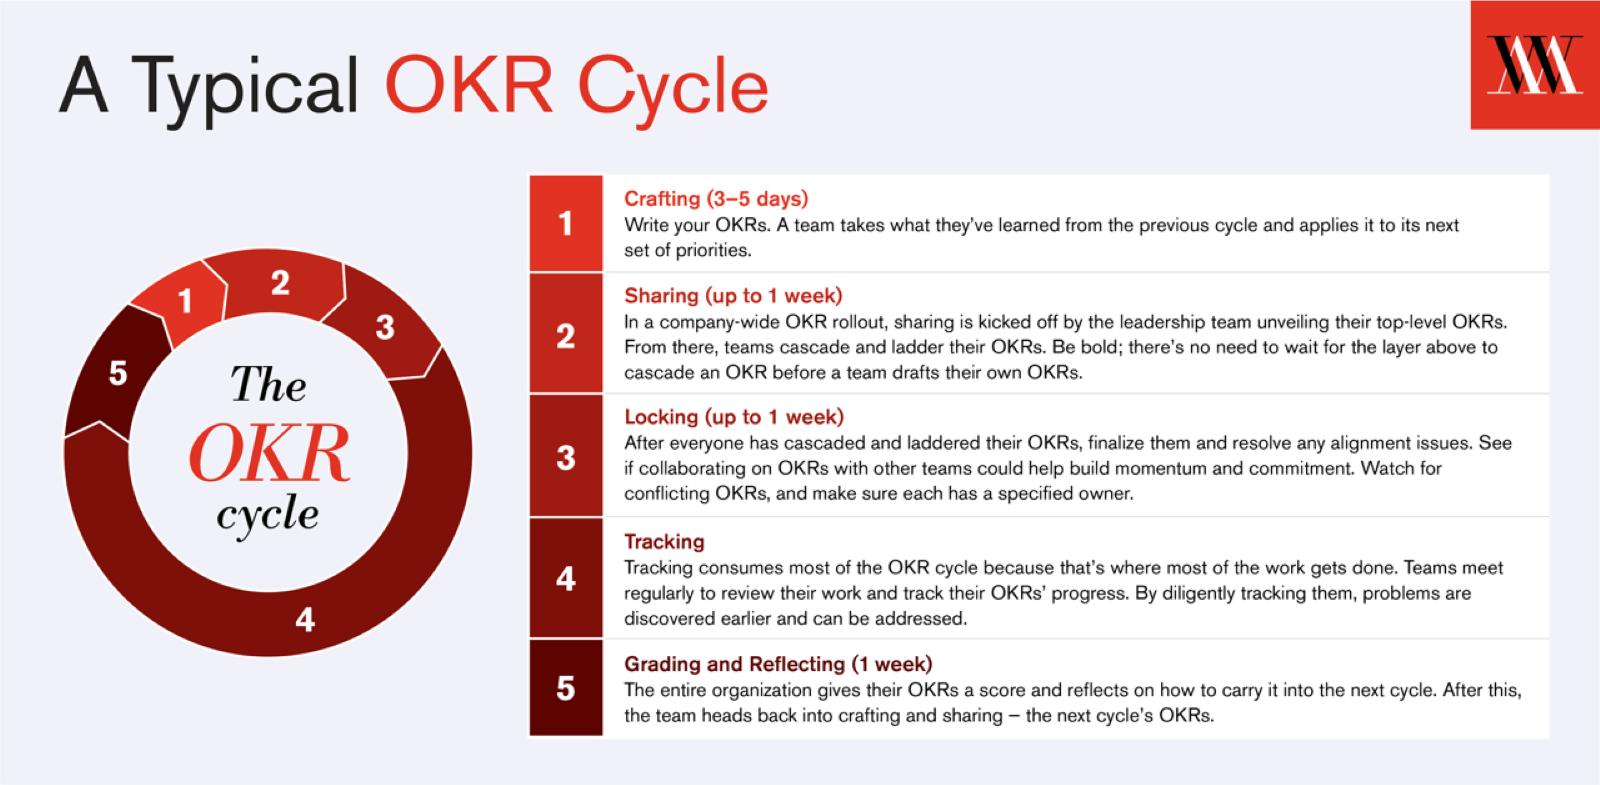 A Typical OKR Cycle
1
2
3
4
5
The
OKR
cycle
1
Crafting (3–5 days)
Write your OKRs. A team takes what they’ve learned from the previous cycle and applies it to its next
set of priorities.
2
Sharing (up to 1 week)
In a company-wide OKR rollout, sharing is kicked off by the leadership team unveiling their top-level OKRs.
From there, teams cascade and ladder their OKRs. Be bold; there’s no need to wait for the layer above to
cascade an OKR before a team drafts their own OKRs.
3
Locking (up to 1 week)
After everyone has cascaded and laddered their OKRs, finalize them and resolve any alignment issues. See
if collaborating on OKRs with other teams could help build momentum and commitment. Watch for
conflicting OKRs, and make sure each has a specified owner.
4
Tracking
Tracking consumes most of the OKR cycle because that’s where most of the work gets done. Teams meet
regularly to review their work and track their OKRs’ progress. By diligently tracking them, problems are
discovered earlier and can be addressed.
5
Grading and Reflecting (1 week)
The entire organization gives their OKRs a score and reflects on how to carry it into the next cycle. After this,
the team heads back into crafting and sharing – the next cycle’s OKRs.